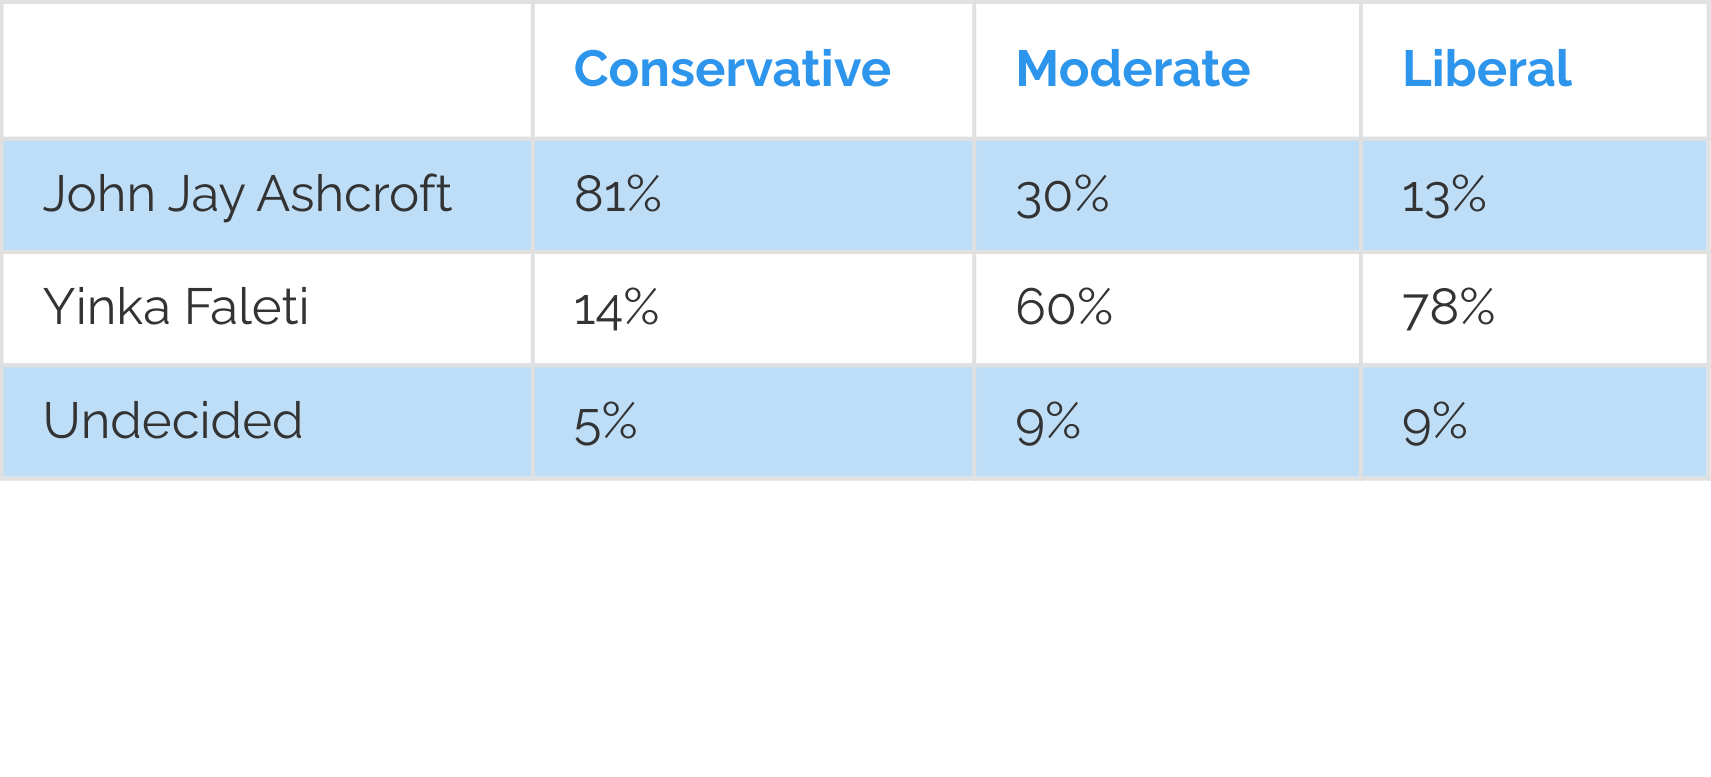 Conservative Moderate Liberal
John Jay Ashcroft 81% 30% 13%
Yinka Faleti 14% 60% 78%
Undecided 5% 9% 9%